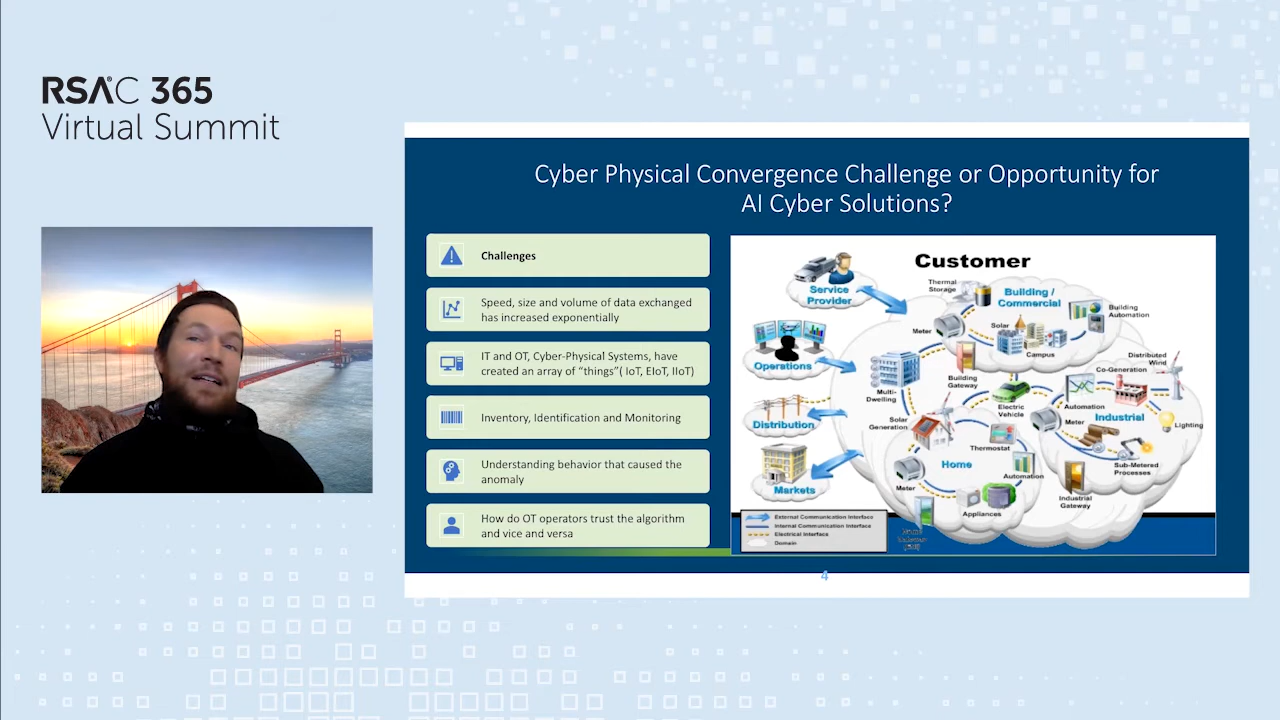 RSAC 365
Virtual Summit
Cyber Physical Convergence Challenge or Opportunity for
AI Cyber Solutions?
Challenges
Speed, size and volume of data exchanged
has increased exponentially
IT and OT, Cyber-Physical Systems, have
created an array of “things”( IoT, EIoT, IIoT)
Inventory, Identification and Monitoring
Understanding behavior that caused the
anomaly
How do OT operators trust the algorithm
and vice and versa
Customer
Service
Provider
Operations
Distribution
Markets
Thermal
Storage
Building /
Commercial
Building
Automation
Meter
Solar
Campus
Multi-
Dwelling
Building
Gateway
Electric
Vehicle
Distributed
Wind
Co-Generation
Automation
Meter
Industrial
Lighting
Sub-Metered
Processes
Industrial
Gateway
Solar
Generation
Thermostat
Home
Automation
Meter
Appliances
External Communication Interface
Internal Communication Interface
Electrical Interface
Domain
4